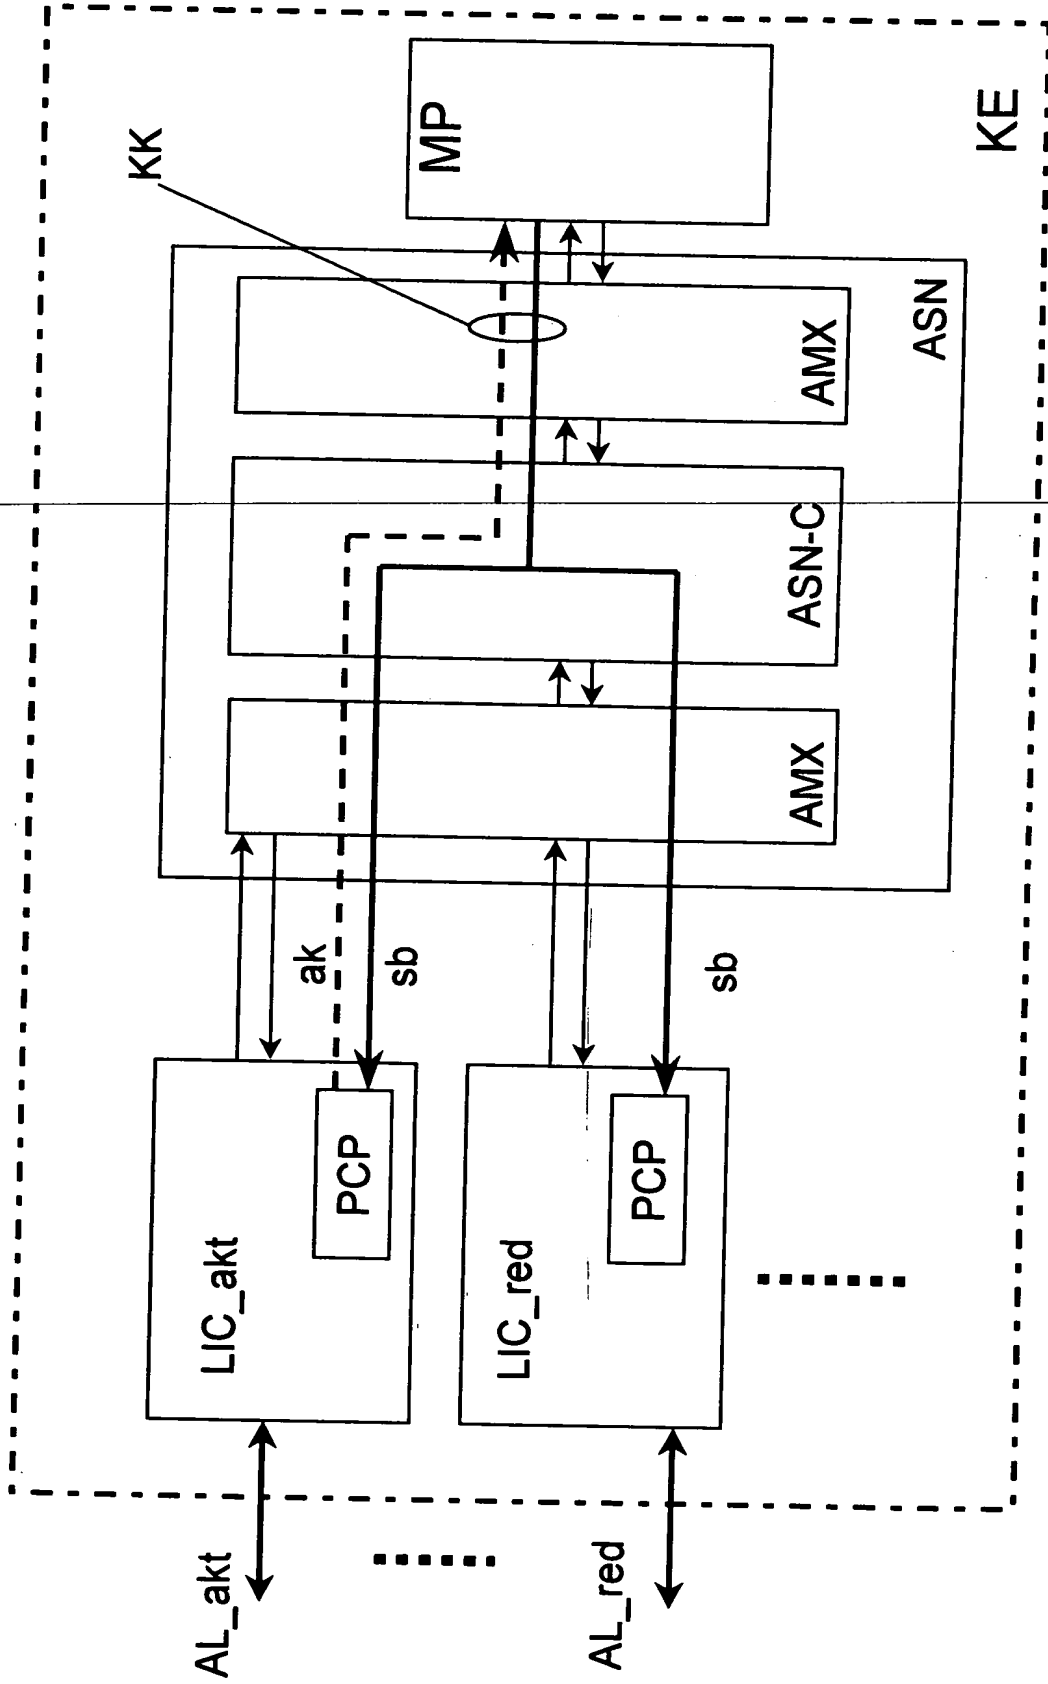 KK
MP
KE
ASN
AMX
ASN-C
AMX
ak
sb
sb
LIC_akt
PCP
LIC_red
PCP
AL_akt
AL_red